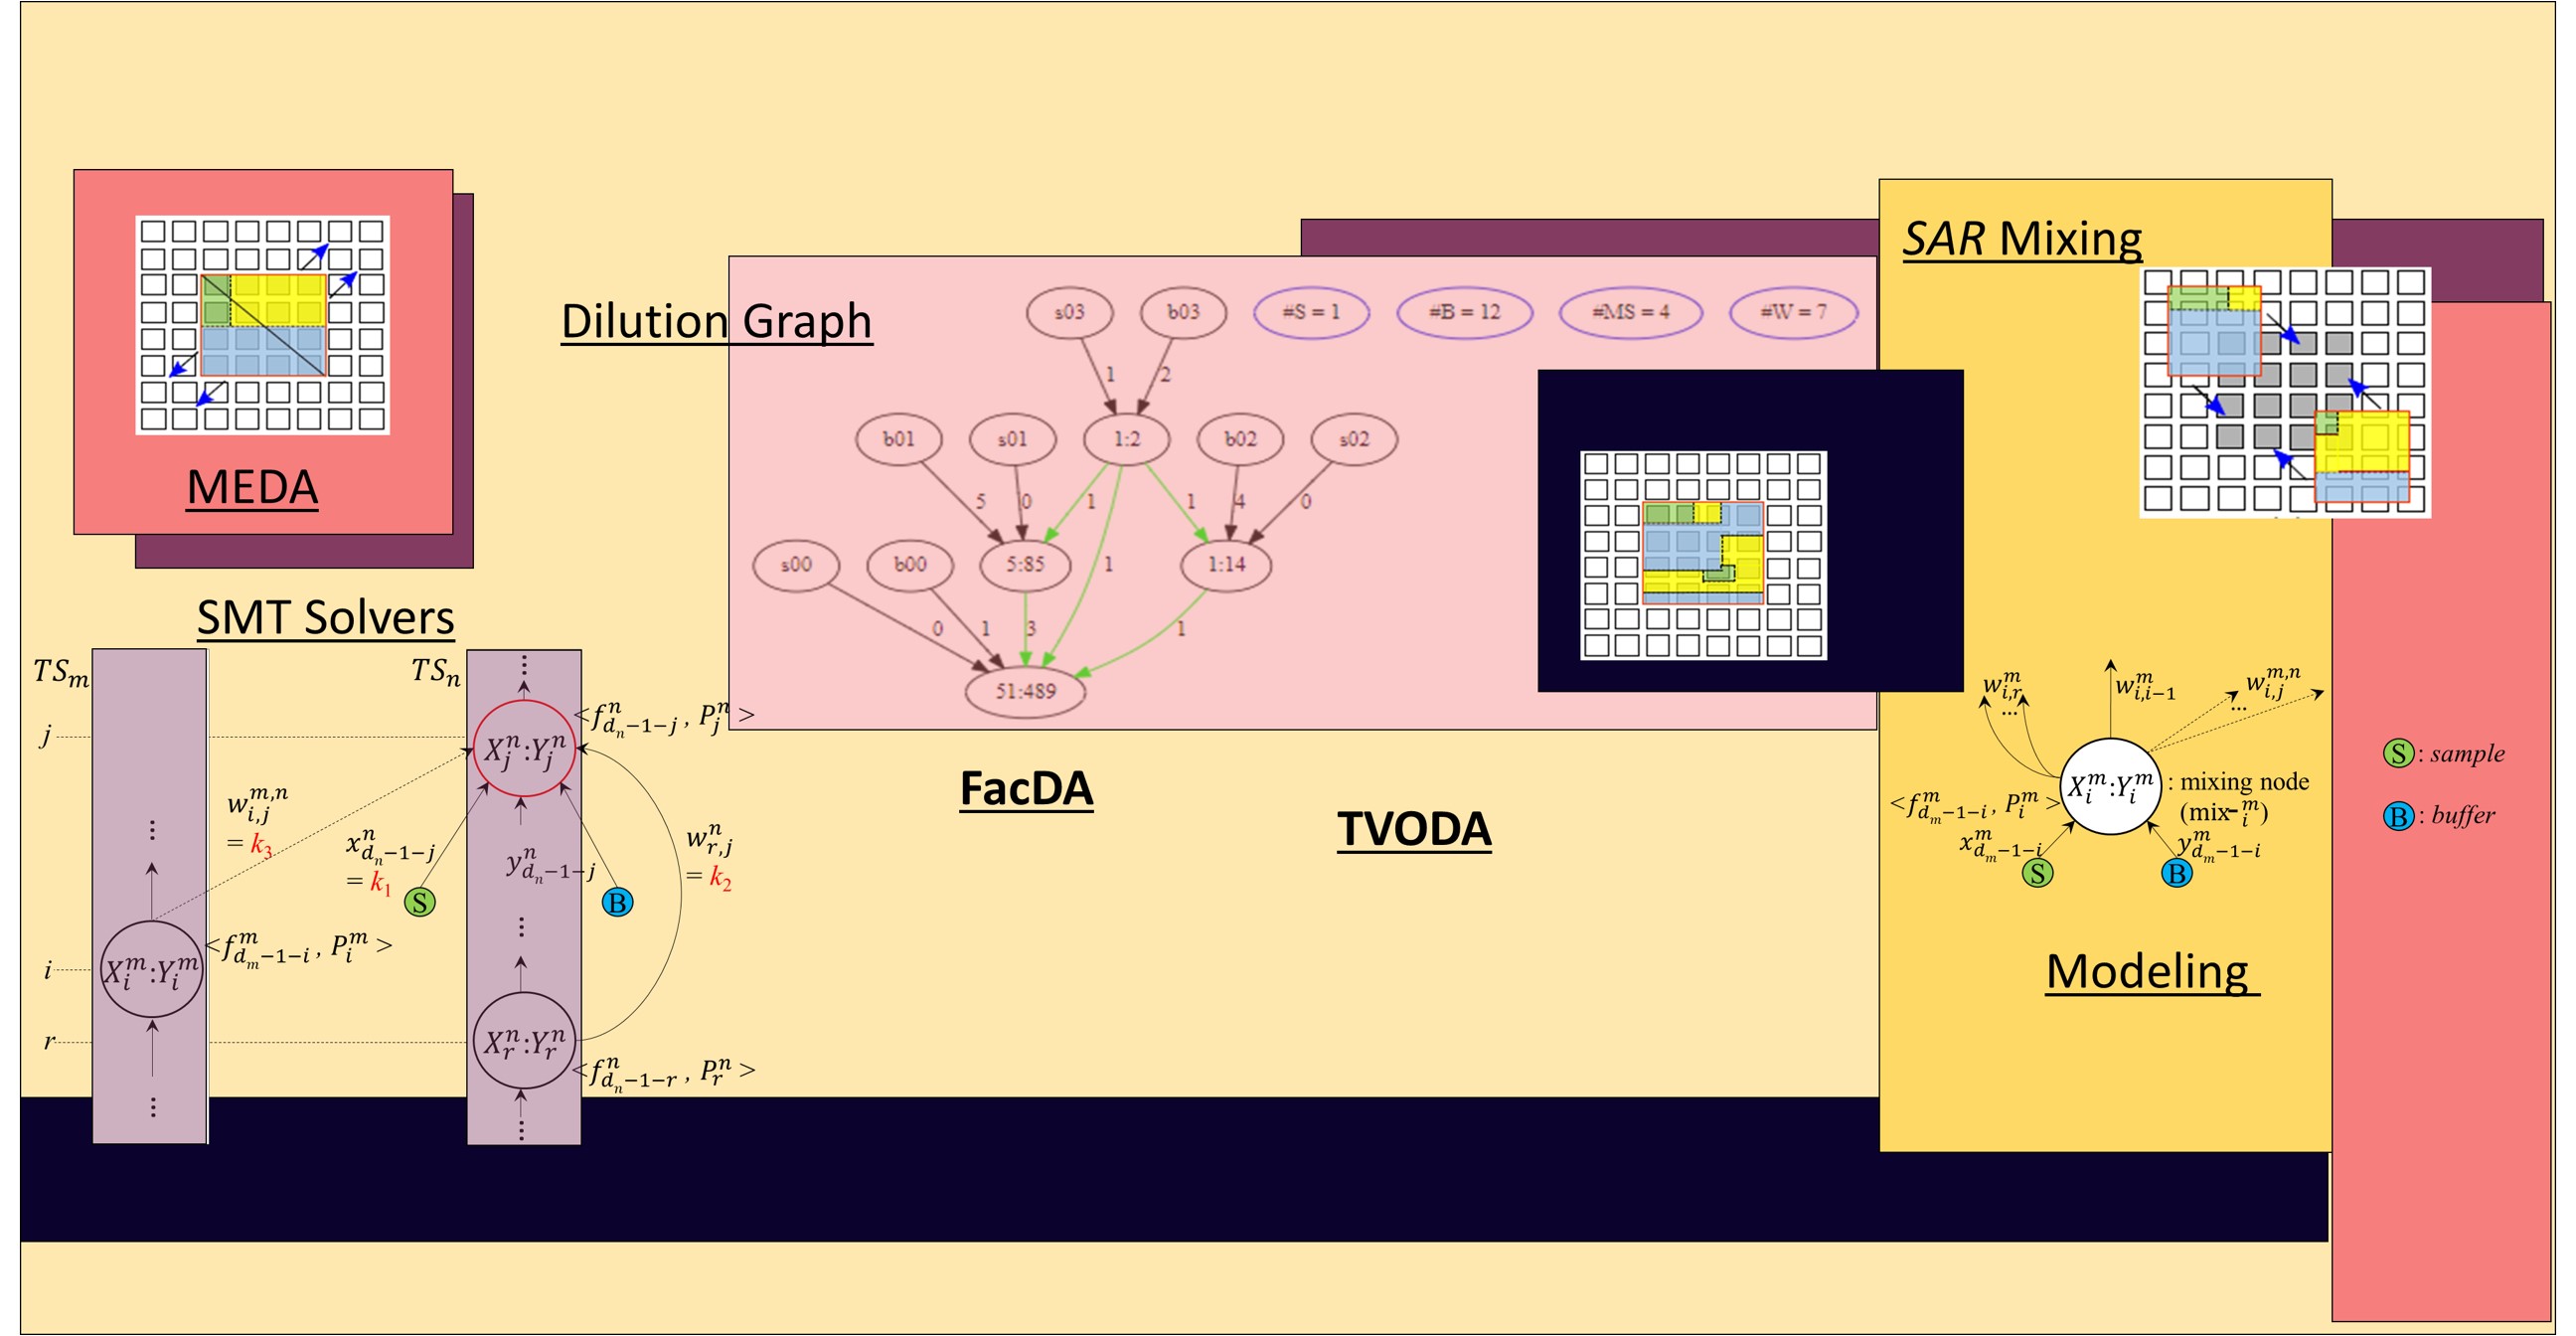 SAR Mixing
Dilution Graph
s03
b03
#S = 1
#B = 12
#MS = 4
#W = 7
1
2
b01
s01
1:2
b02
s02
5
0
1
1
4
0
s00
b00
5:85
1:14
1
0
1
3
1
51:489
MEDA
SMT Solvers
TS_m
TS_n
j
i
r
<f^n_{d_n-1-j}, P^n_j>
X^n_j:Y^n_j
w^{m,n}_{i,j}
= k_3
x^n_{d_n-1-j}
= k_1
y^n_{d_n-1-j}
w^n_{r,j}
= k_2
S
B
<f^m_{d_m-1-i}, P^m_i>
X^m_i:Y^m_i
X^n_r:Y^n_r
<f^n_{d_n-1-r}, P^n_r>
FacDA
TVODA
w^m_{i,r}
...
w^m_{i,i-1}
w^{m,n}_{i,j}
...
X^m_i:Y^m_i
: mixing node
(mix-^m_i)
<f^m_{d_m-1-i}, P^m_i>
x^m_{d_m-1-i}
y^m_{d_m-1-i}
S
B
Modeling
S : sample
B : buffer